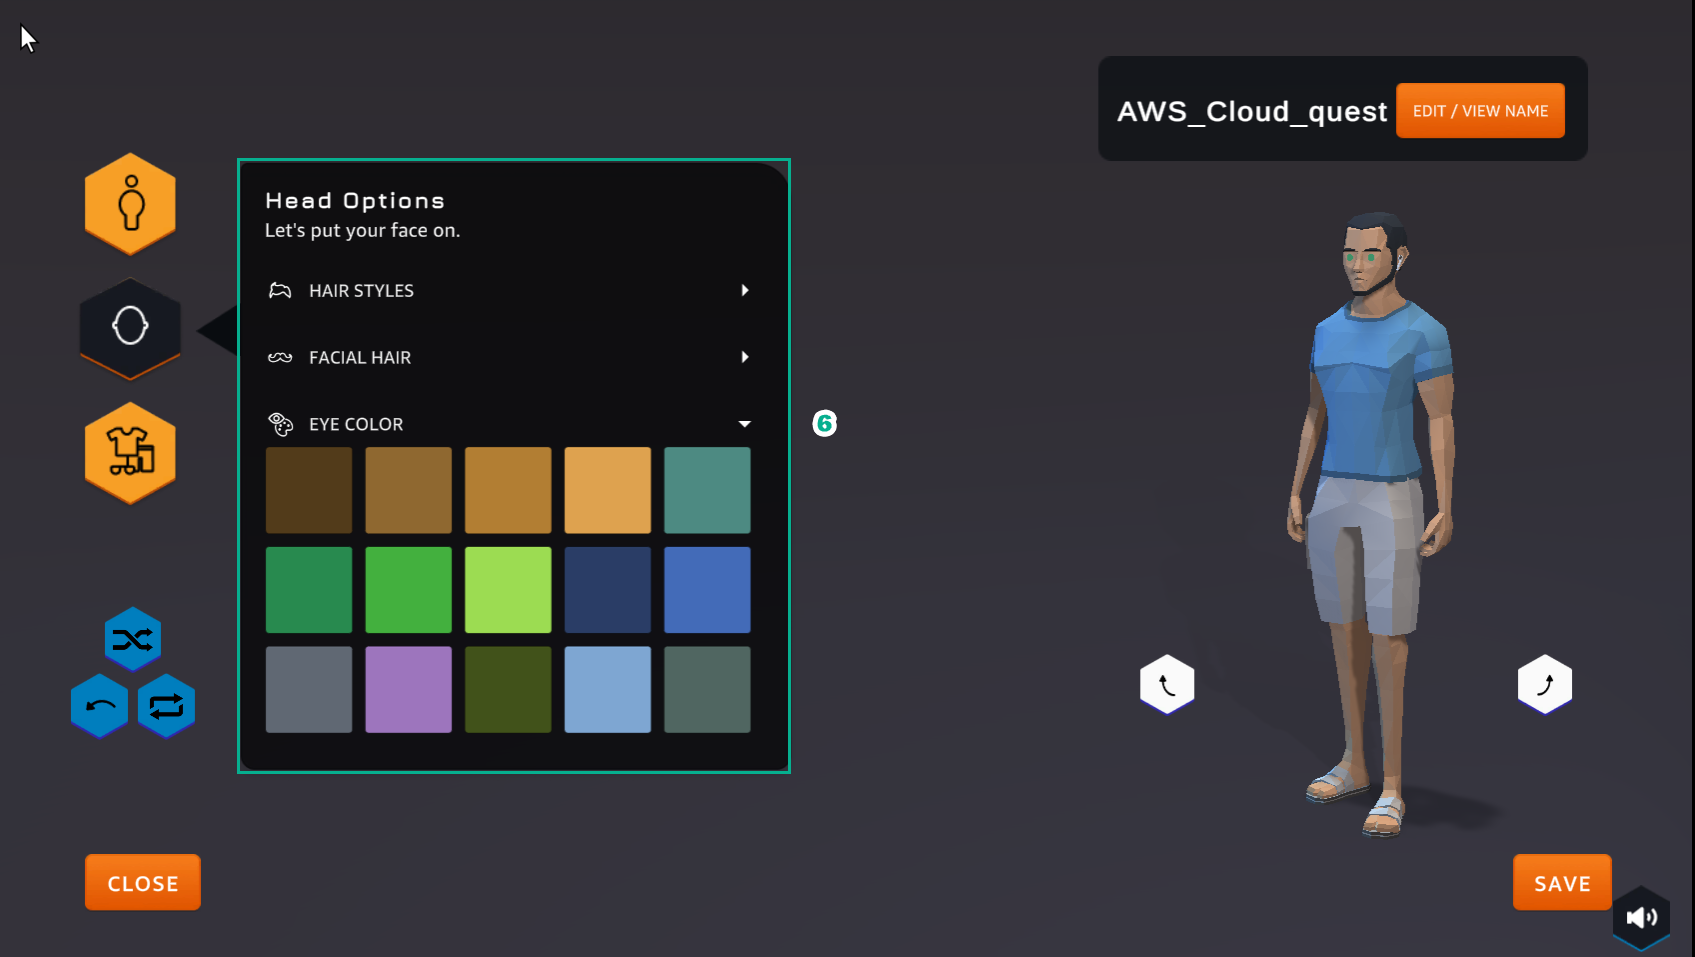 AWS_Cloud_quest
EDIT / VIEW NAME
Head Options
Let's put your face on.
HAIR STYLES
FACIAL HAIR
EYE COLOR
6
CLOSE
SAVE